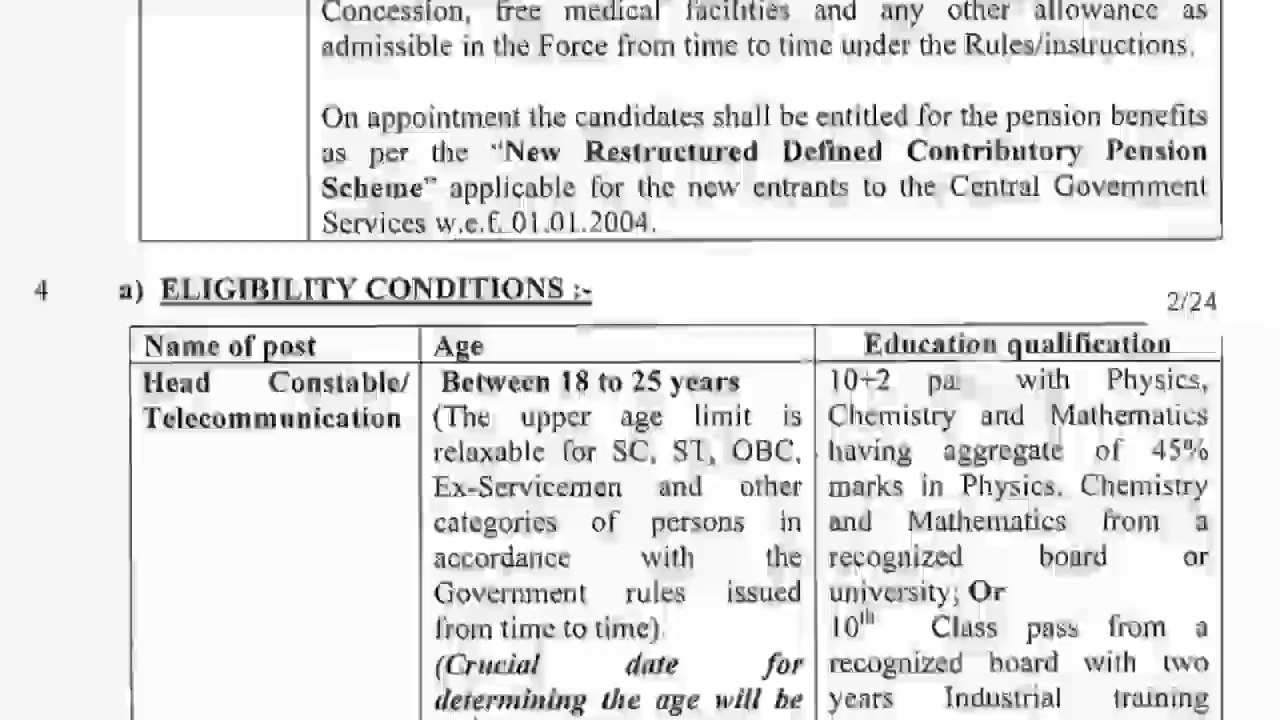 Concession, free medical facilities and any other allowance as
admissible in the Force from time to time under the Rules/instructions.
On appointment the candidates shall be entitled for the pension benefits
as per the "New Restructured Defined Contributory Pension
Scheme" applicable for the new entrants to the Central Government
Services w.e.f. 01.01.2004.
4 a) ELIGIBILITY CONDITIONS :-
2/24
Name of post
Age
Education qualification
Head Constable/
Telecommunication
Between 18 to 25 years
(The upper age limit is
relaxable for SC, ST, OBC,
Ex-Servicemen and other
categories of persons in
accordance with the
Government rules issued
from time to time).
(Crucial date for
determining the age will be
10+2 with Physics,
Chemistry and Mathematics
having aggregate of 45%
marks in Physics, Chemistry
and Mathematics from a
recognized board or
university; Or
10th Class pass from a
recognized board with two
years Industrial training